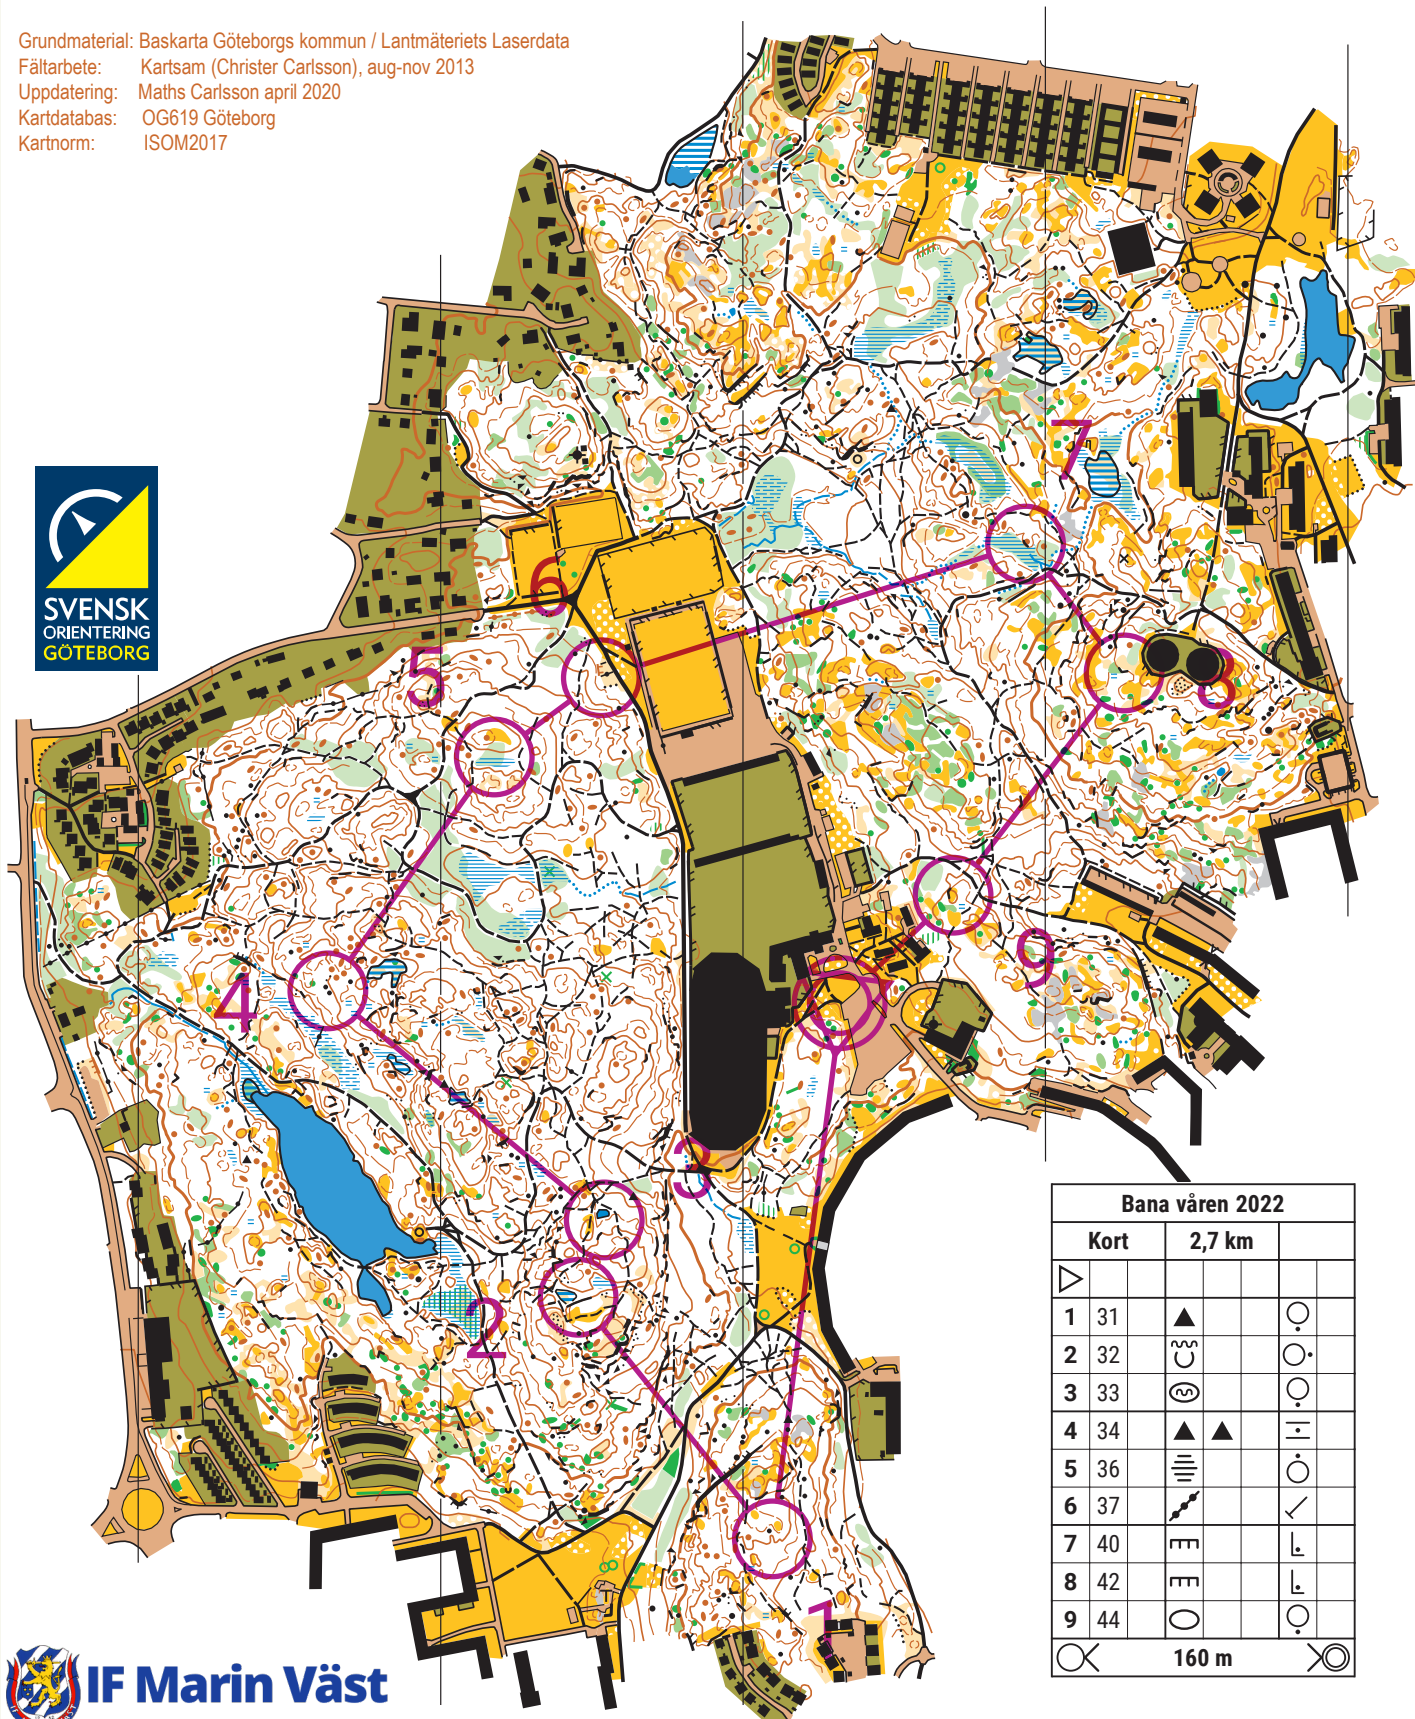 Grundmaterial: Baskarta Göteborgs kommun / Lantmäteriets Laserdata
Fältarbete: Kartsam (Christer Carlsson), aug-nov 2013
Uppdatering: Maths Carlsson april 2020
Kartdatabas: OG619 Göteborg
Kartnorm: ISOM2017
7
6
SVENSK
ORIENTERING
GÖTEBORG
5
8
9
4
3
2
1
Bana våren 2022
Kort 2,7 km
1 31
2 32
3 33
4 34
5 36
6 37
7 40
8 42
9 44
160 m
IF Marin Väst